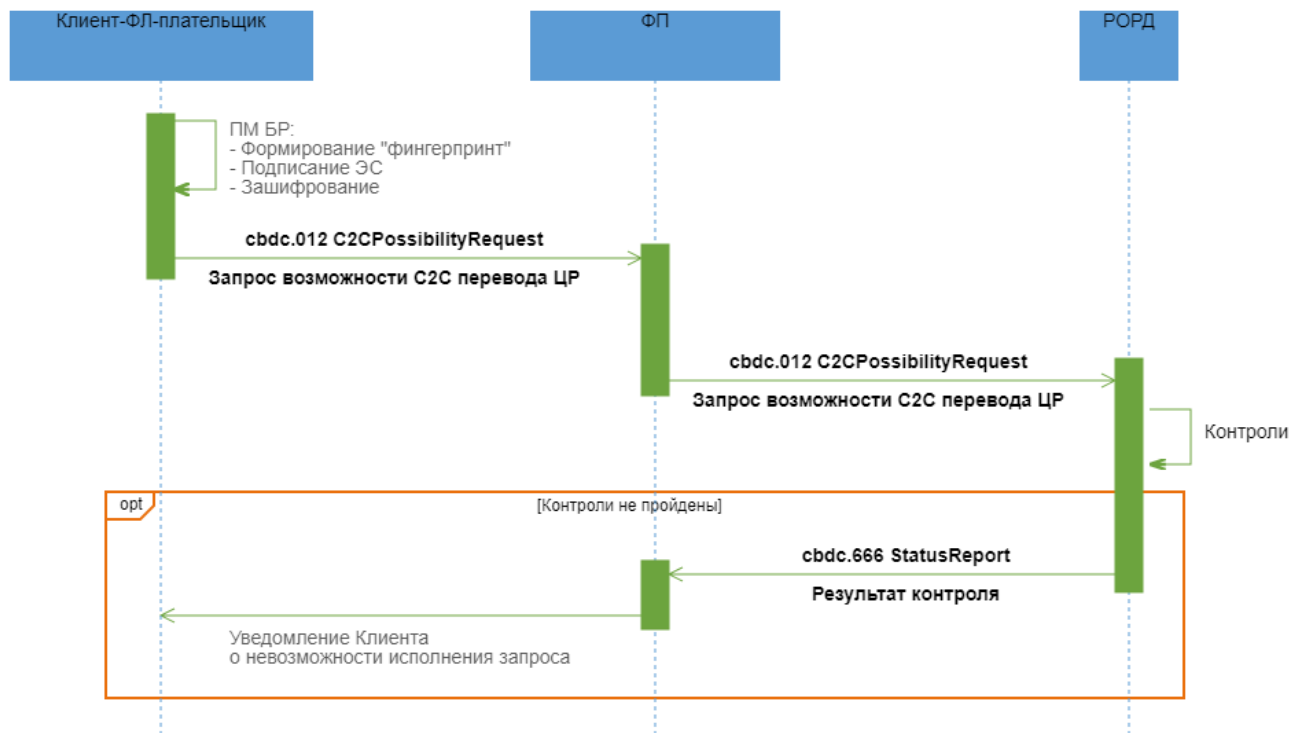 Клиент-ФЛ-плательщик
ФП
РОРД
ПМ БР:
- Формирование "фингерпринт"
- Подписание ЭС
- Зашифрование
cbdc.012 C2CPossibilityRequest
Запрос возможности C2C перевода ЦР
cbdc.012 C2CPossibilityRequest
Запрос возможности C2C перевода ЦР
Контроли
opt
[Контроли не пройдены]
cbdc.666 StatusReport
Результат контроля
Уведомление Клиента
о невозможности исполнения запроса